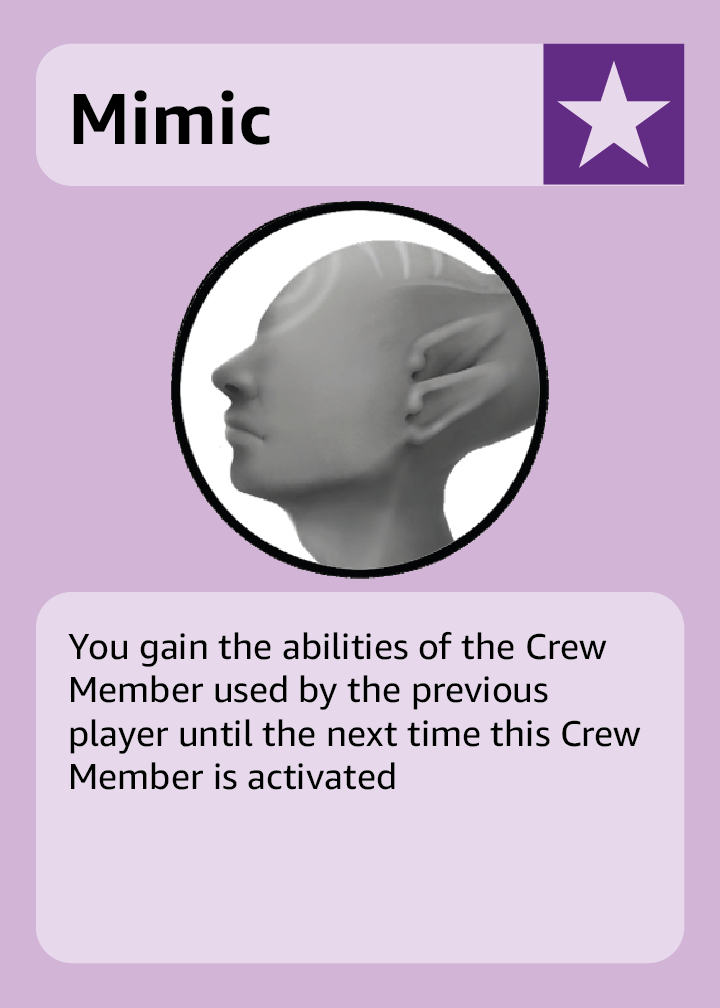 Mimic
You gain the abilities of the Crew
Member used by the previous
player until the next time this Crew
Member is activated